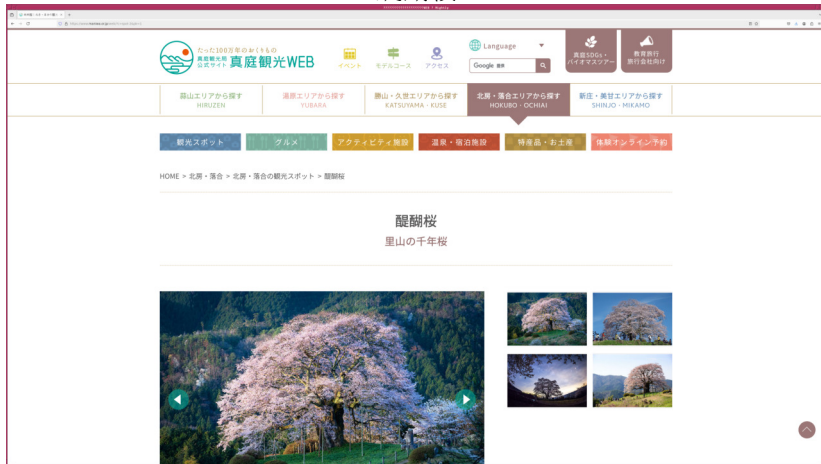 たった100万年のおくりもの
真庭観光局
公式サイト
真庭観光WEB
イベント
モデルコース
アクセス
Language
Google 検索
真庭SDGs・
バイオマスツアー
教育旅行
旅行会社向け
蒜山エリアから探す
HIRUZEN
湯原エリアから探す
YUBARA
勝山・久世エリアから探す
KATSUYAMA・KUSE
北房・落合エリアから探す
HOKUBO・OCHIAI
新庄・美甘エリアから探す
SHINJO・MIKAMO
観光スポット
グルメ
アクティビティ施設
温泉・宿泊施設
特産品・お土産
体験オンライン予約
HOME > 北房・落合 > 北房・落合の観光スポット > 醍醐桜
醍醐桜
里山の千年桜